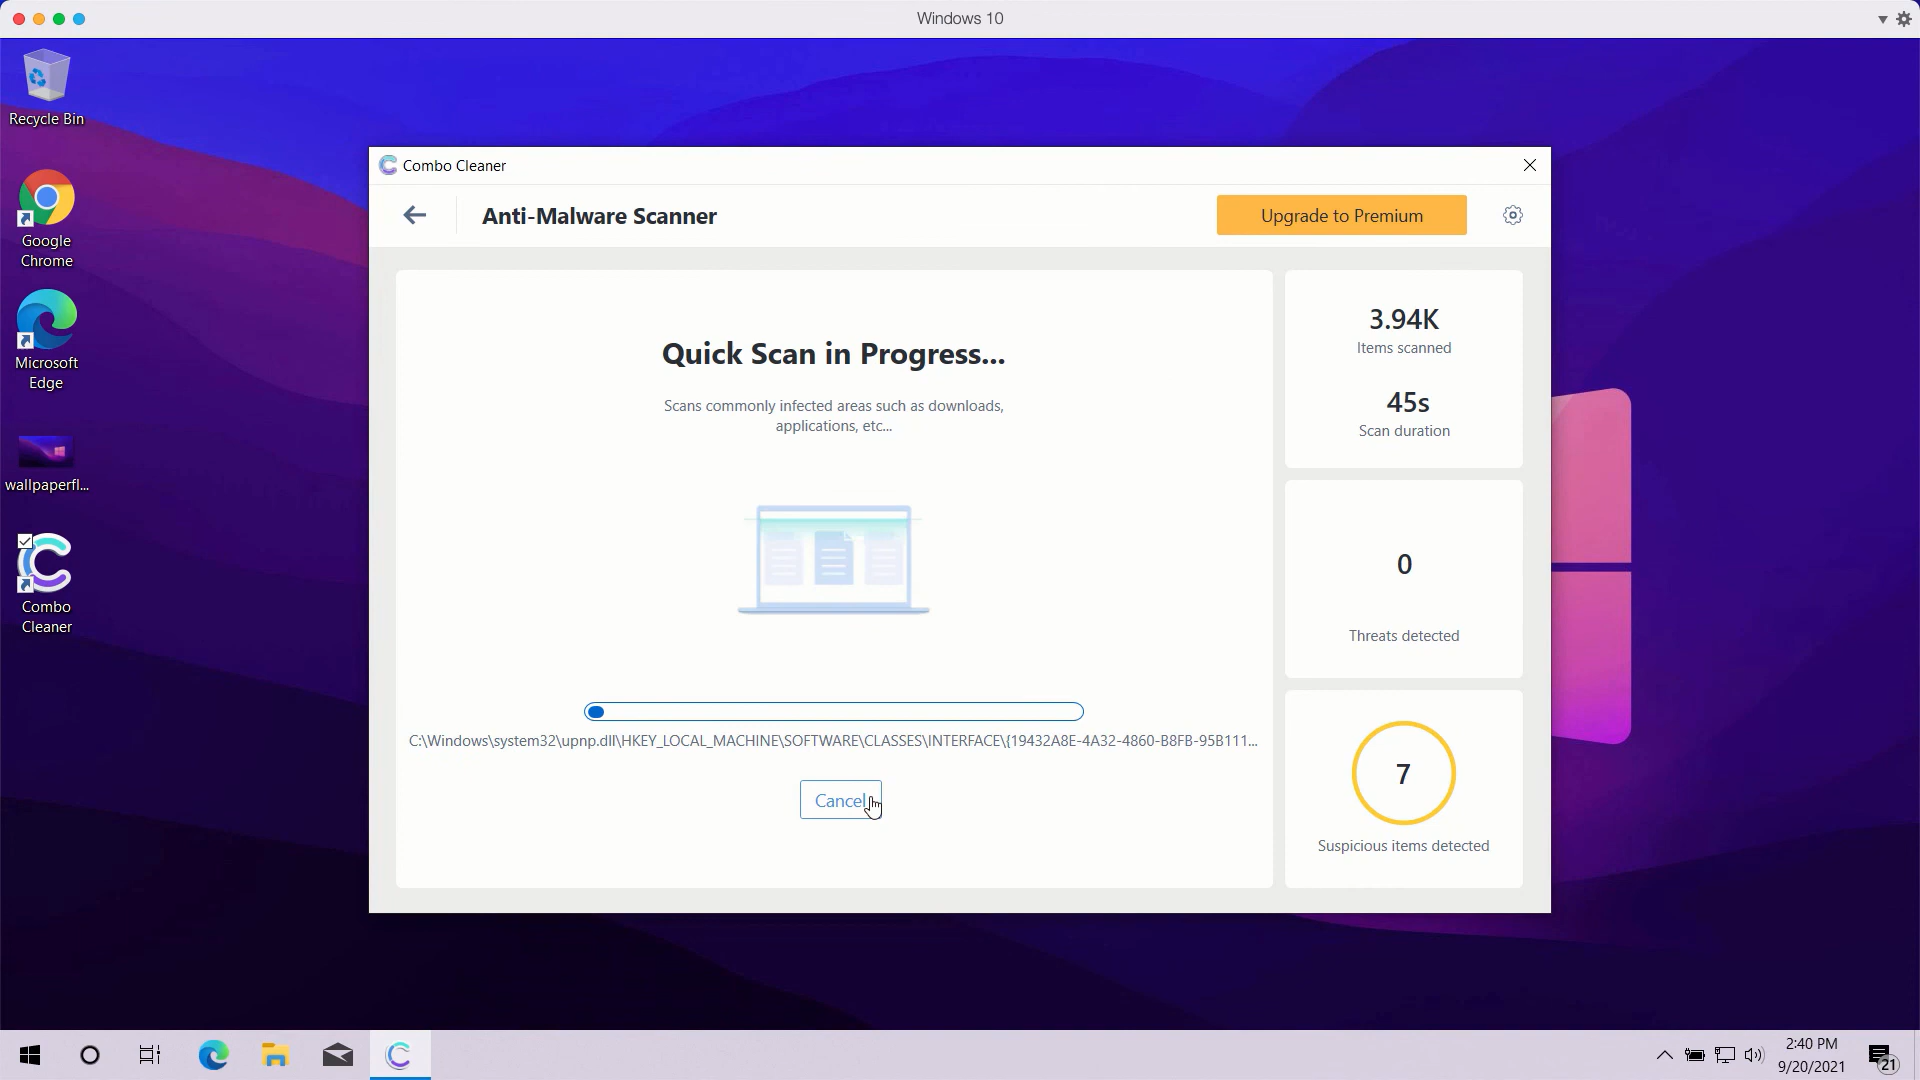 Windows 10
Recycle Bin
Google
Chrome
Microsoft
Edge
wallpaperfl...
Combo
Cleaner
Combo Cleaner
Anti-Malware Scanner
Upgrade to Premium
Quick Scan in Progress...
Scans commonly infected areas such as downloads,
applications, etc...
C:\Windows\system32\upnp.dll\HKEY_LOCAL_MACHINE\SOFTWARE\CLASSES\INTERFACE\{19432A8E-4A32-4860-B8FB-95B111...
Cancel
3.94K
Items scanned
45s
Scan duration
0
Threats detected
7
Suspicious items detected
2:40 PM
9/20/2021
21